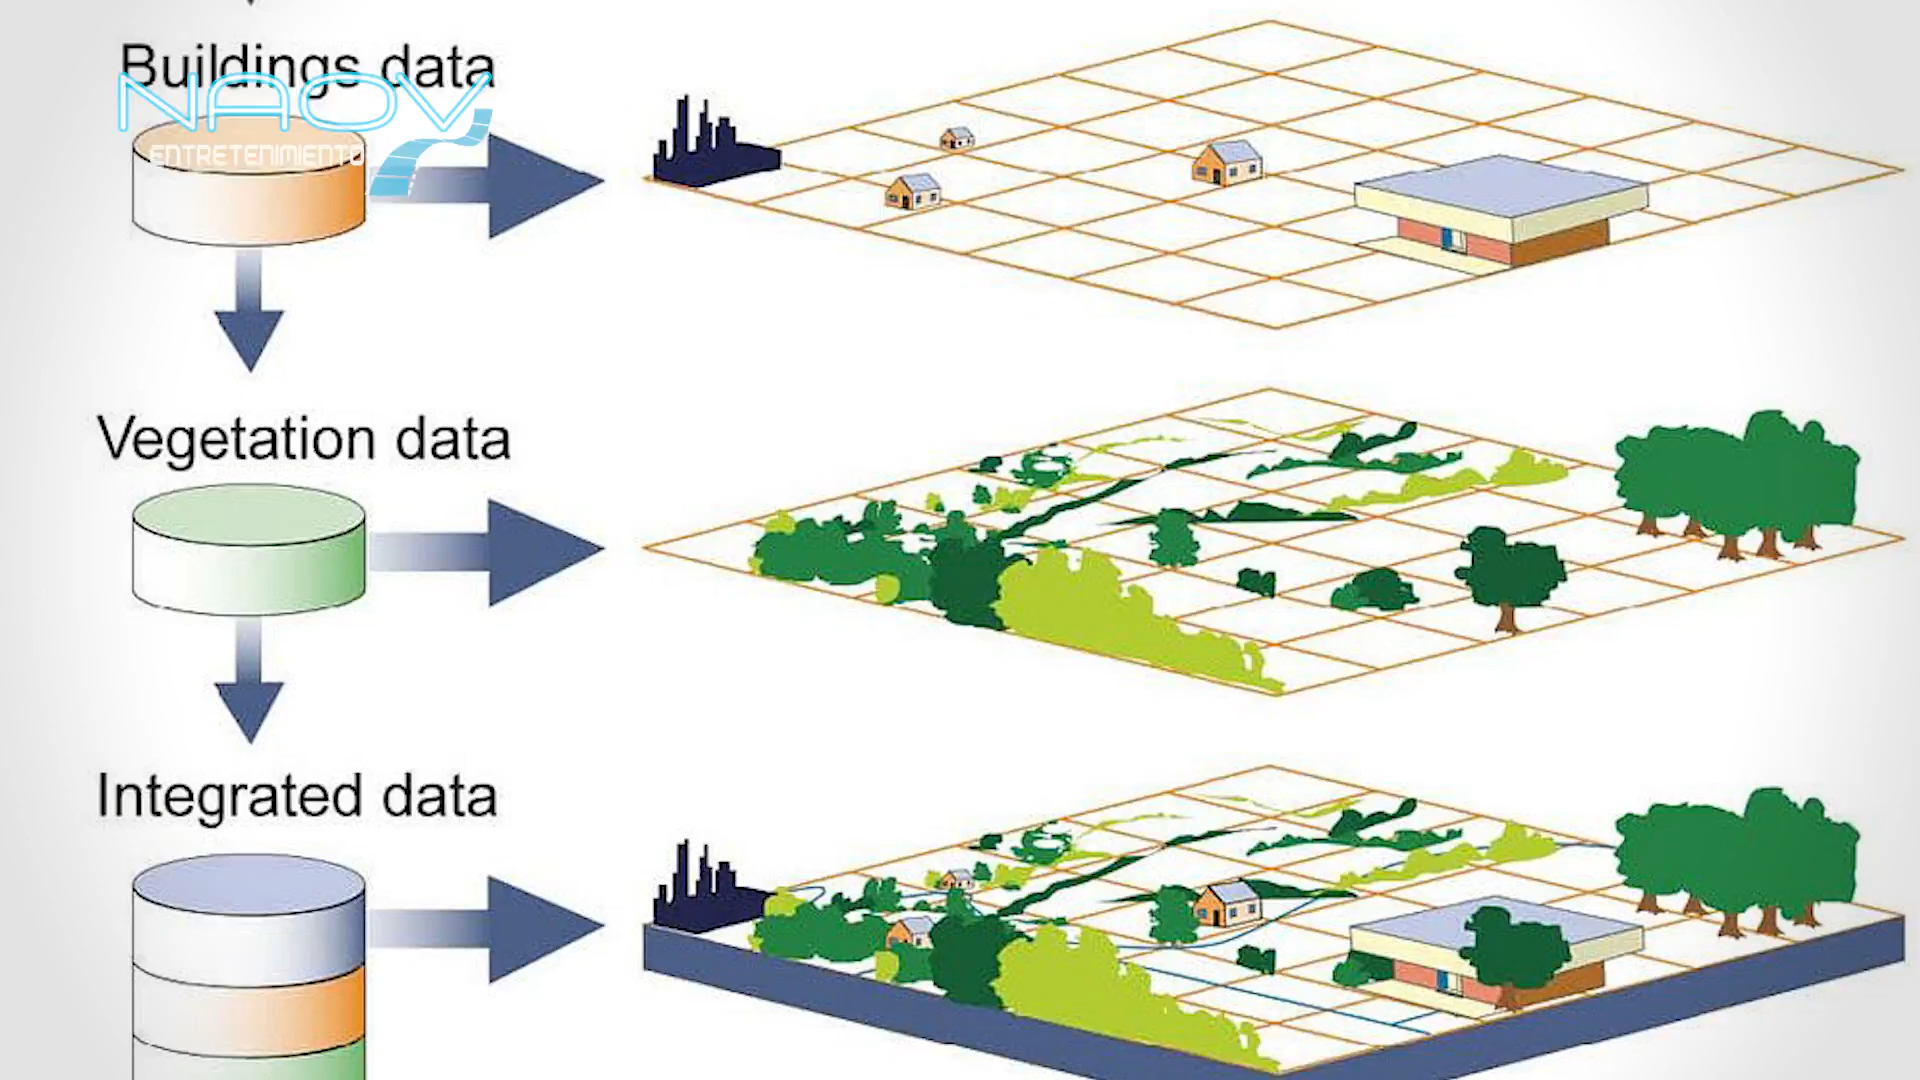 Buildings data
NAOV
ENTRETENIMIENTO
Vegetation data
Integrated data